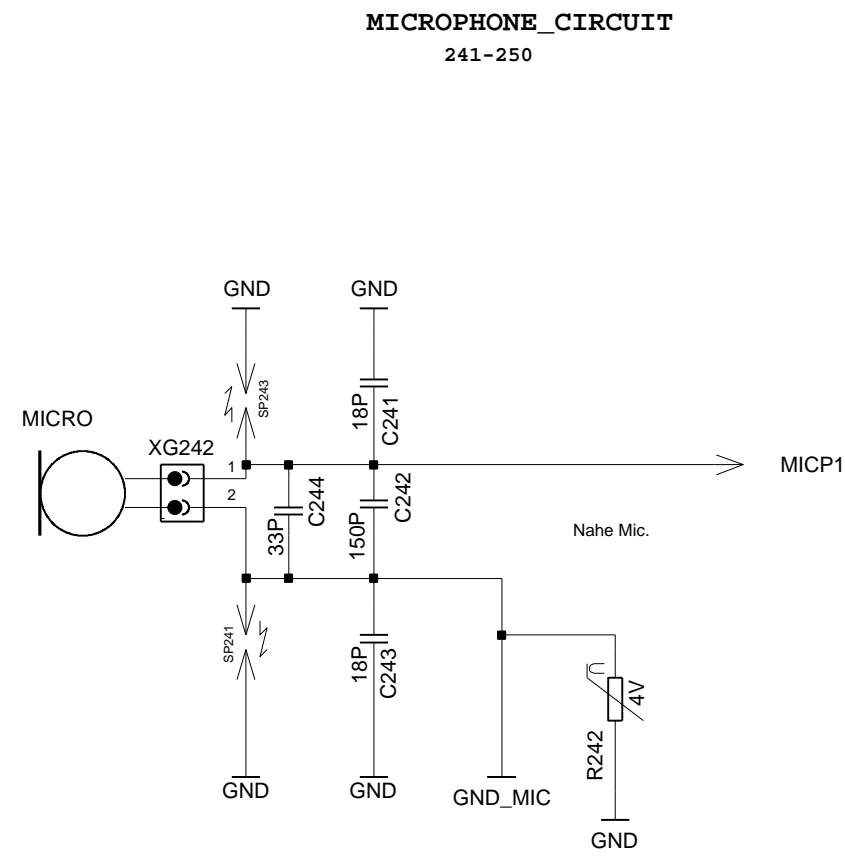 MICROPHONE_CIRCUIT
241-250
GND
GND
SP243
18P
C241
MICRO
XG242
1
2
MICP1
33P
C244
150P
C242
Nahe Mic.
SP241
18P
C243
U
4V
R242
GND
GND
GND_MIC
GND